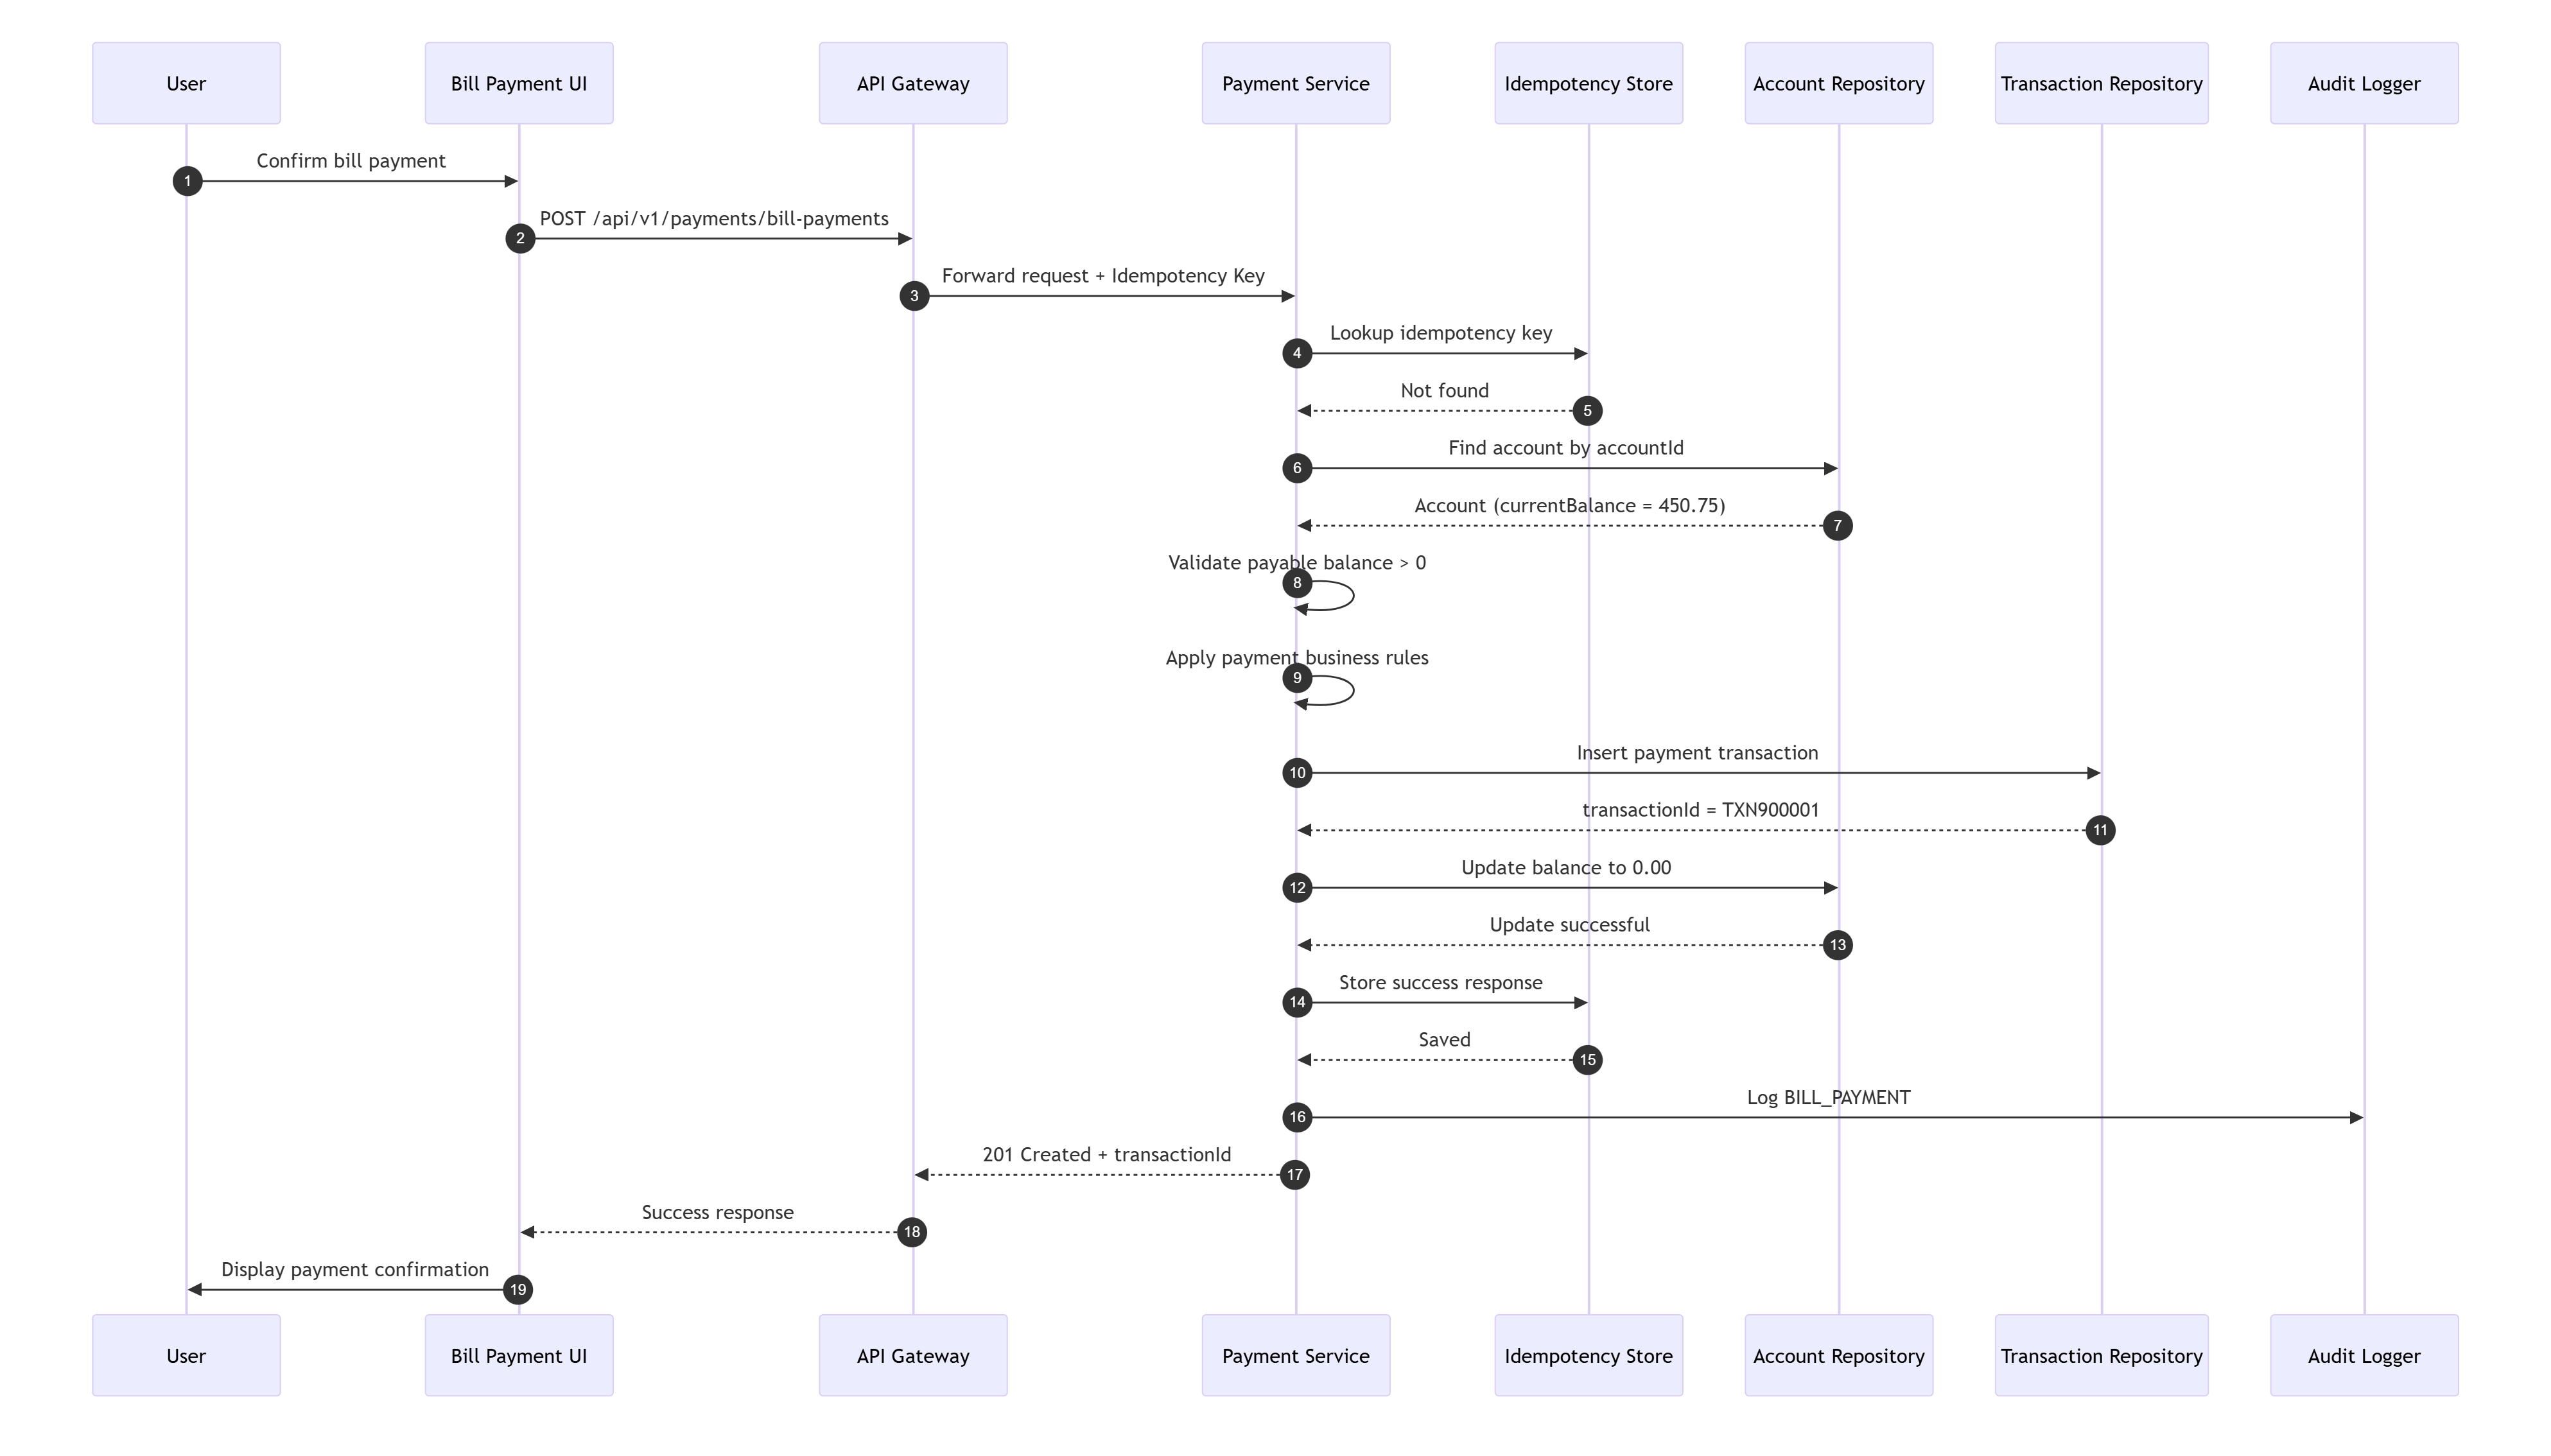 User
Bill Payment UI
API Gateway
Payment Service
Idempotency Store
Account Repository
Transaction Repository
Audit Logger
Confirm bill payment
1
POST /api/v1/payments/bill-payments
2
Forward request + Idempotency Key
3
Lookup idempotency key
4
Not found
5
Find account by accountId
6
Account (currentBalance = 450.75)
7
Validate payable balance > 0
8
Apply payment business rules
9
Insert payment transaction
10
transactionId = TXN900001
11
Update balance to 0.00
12
Update successful
13
Store success response
14
Saved
15
Log BILL_PAYMENT
16
201 Created + transactionId
17
Success response
18
Display payment confirmation
19
User
Bill Payment UI
API Gateway
Payment Service
Idempotency Store
Account Repository
Transaction Repository
Audit Logger